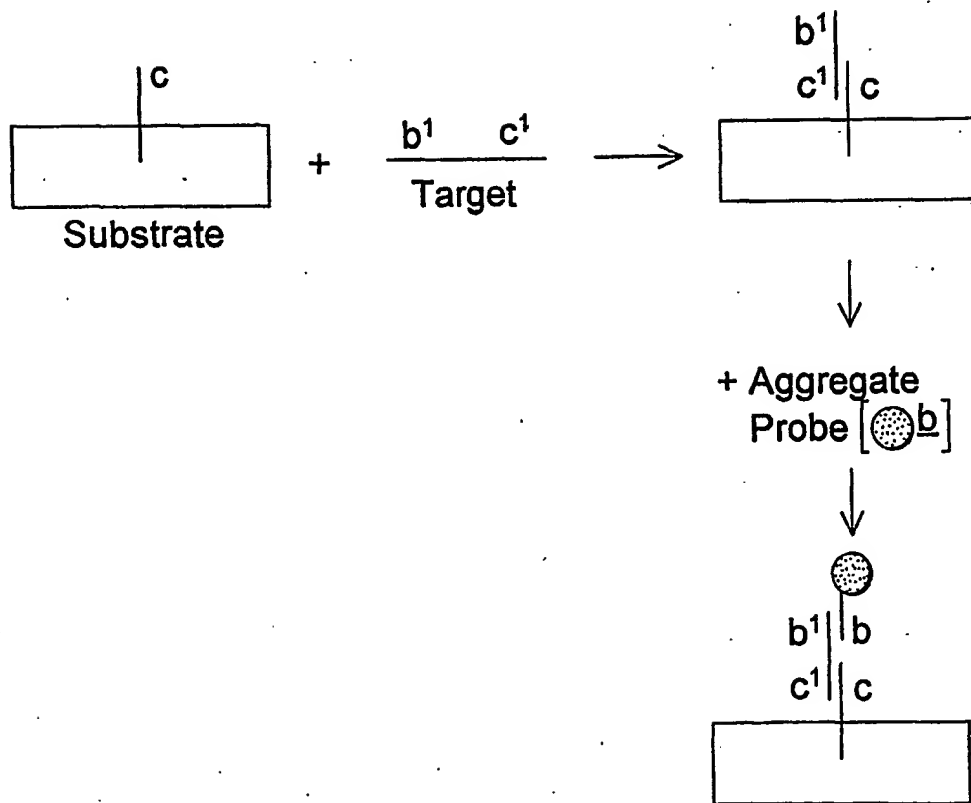 c
Substrate
+
b¹ c¹
Target
b¹
c¹ c
+ Aggregate
Probe [ b]
b¹ b
c¹ c